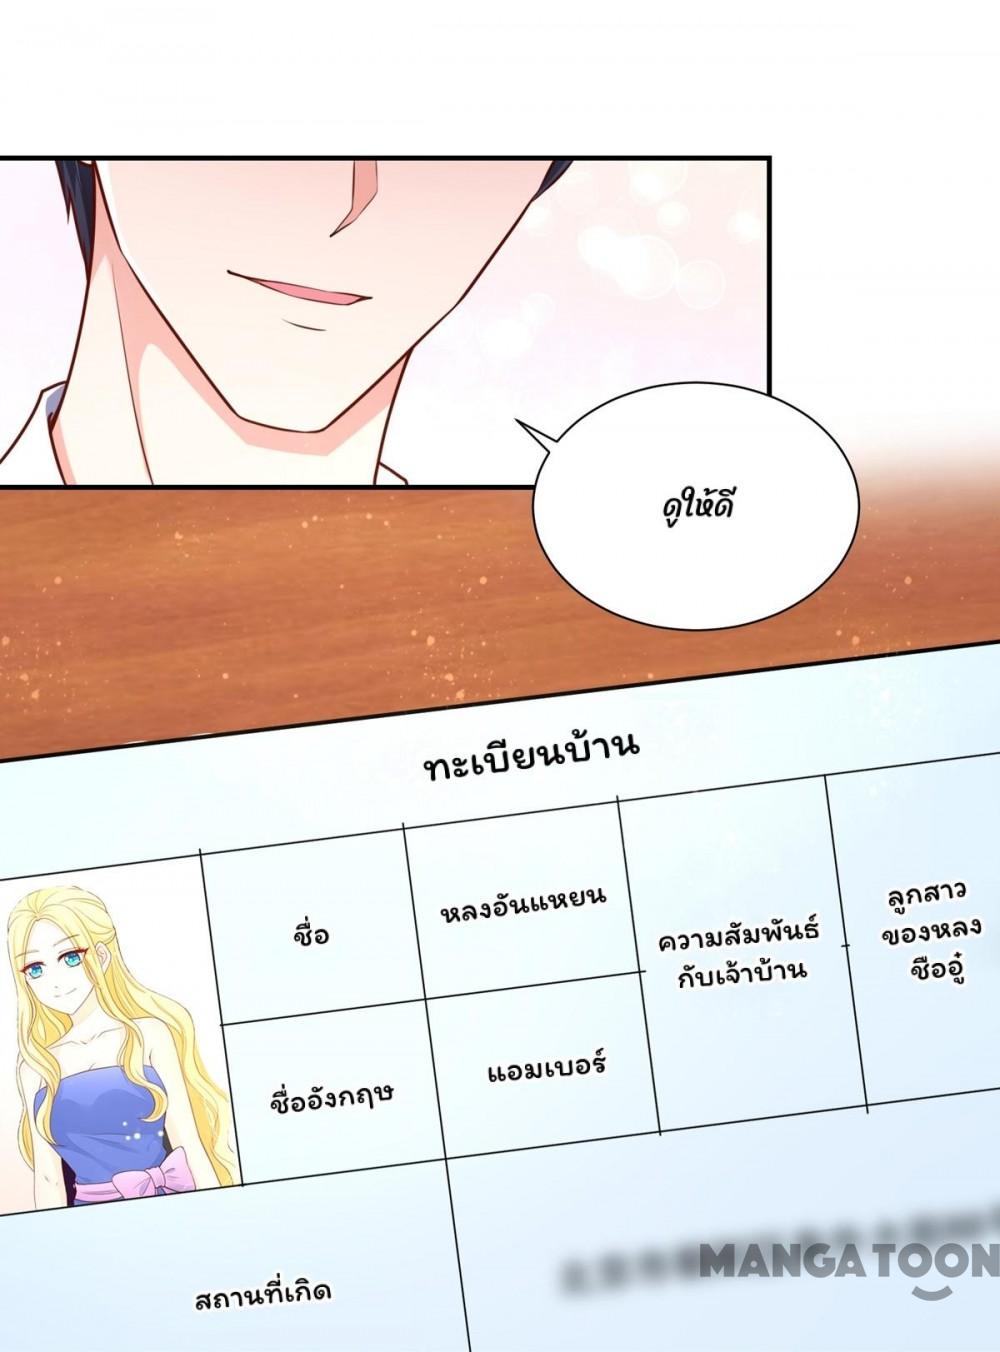 ดูให้ดี
ทะเบียนบ้าน
ชื่อ
หลงอันแหยน
ความสัมพันธ์
กับเจ้าบ้าน
ลูกสาว
ของหลง
ชืออู๋
ชื่ออังกฤษ
แอมเบอร์
สถานที่เกิด
MANGATOON